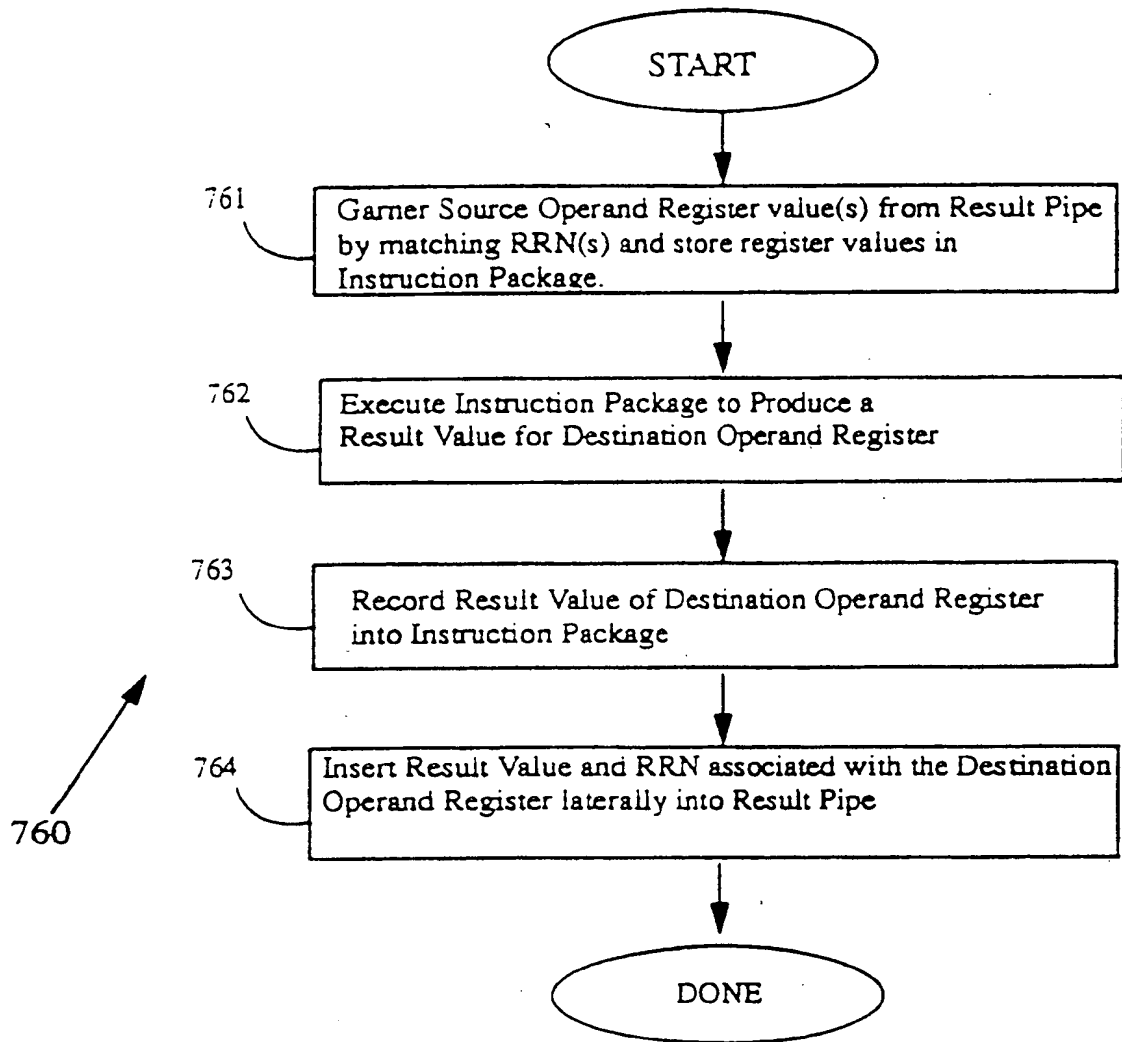 START
761
Garner Source Operand Register value(s) from Result Pipe
by matching RRN(s) and store register values in
Instruction Package.
762
Execute Instruction Package to Produce a
Result Value for Destination Operand Register
763
Record Result Value of Destination Operand Register
into Instruction Package
764
Insert Result Value and RRN associated with the Destination
Operand Register laterally into Result Pipe
760
DONE